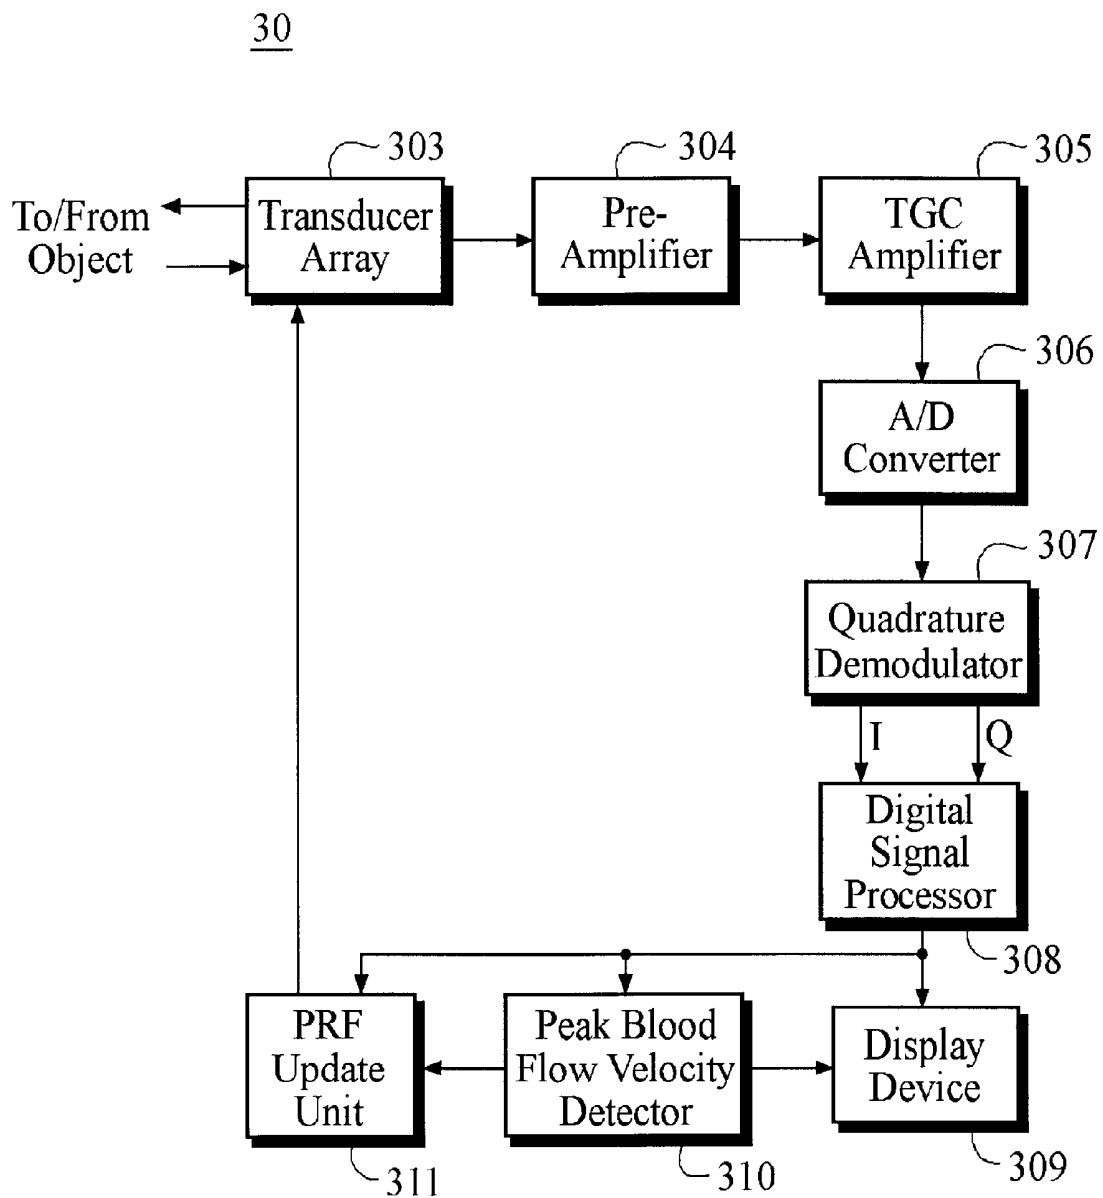 30
303
304
305
To/From
Object
Transducer
Array
Pre-
Amplifier
TGC
Amplifier
306
A/D
Converter
307
Quadrature
Demodulator
I
Q
Digital
Signal
Processor
308
PRF
Update
Unit
Peak Blood
Flow Velocity
Detector
Display
Device
311
310
309